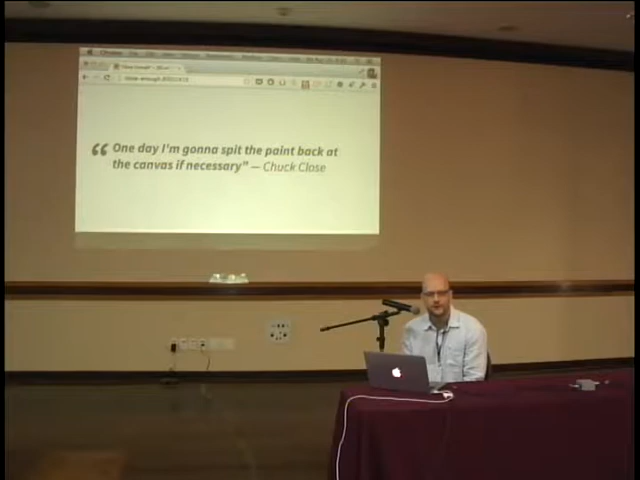 “ One day I'm gonna spit the paint back at
the canvas if necessary” — Chuck Close